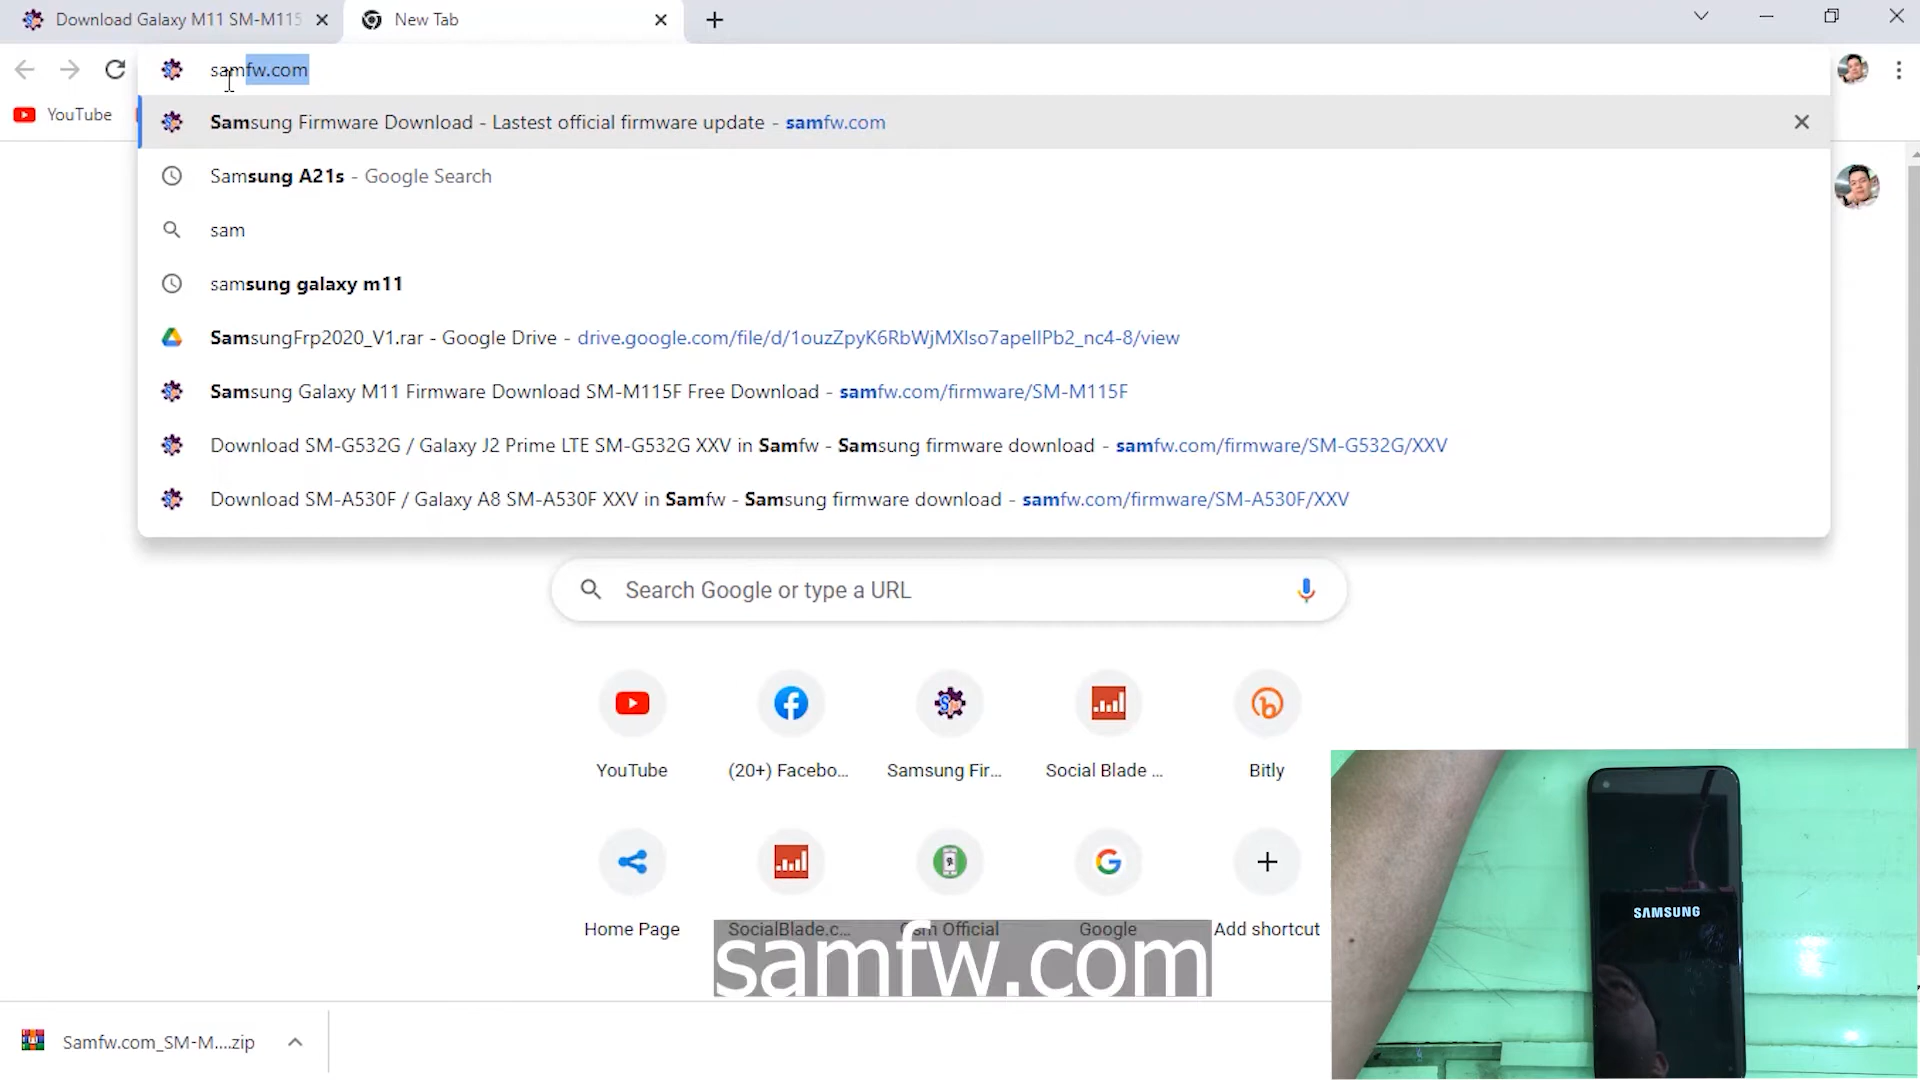 Download Galaxy M11 SM-M115
New Tab
samfw.com
YouTube
Samsung Firmware Download - Lastest official firmware update - samfw.com
Samsung A21s - Google Search
sam
samsung galaxy m11
SamsungFrp2020_V1.rar - Google Drive - drive.google.com/file/d/1ouzZpyK6RbWjMXlso7apeIlPb2_nc4-8/view
Samsung Galaxy M11 Firmware Download SM-M115F Free Download - samfw.com/firmware/SM-M115F
Download SM-G532G / Galaxy J2 Prime LTE SM-G532G XXV in Samfw - Samsung firmware download - samfw.com/firmware/SM-G532G/XXV
Download SM-A530F / Galaxy A8 SM-A530F XXV in Samfw - Samsung firmware download - samfw.com/firmware/SM-A530F/XXV
Search Google or type a URL
YouTube
(20+) Facebo...
Samsung Fir...
Social Blade ...
Bitly
Home Page
SocialBlade.c...
Gsm Official
Google
Add shortcut
samfw.com
SAMSUNG
Samfw.com_SM-M....zip